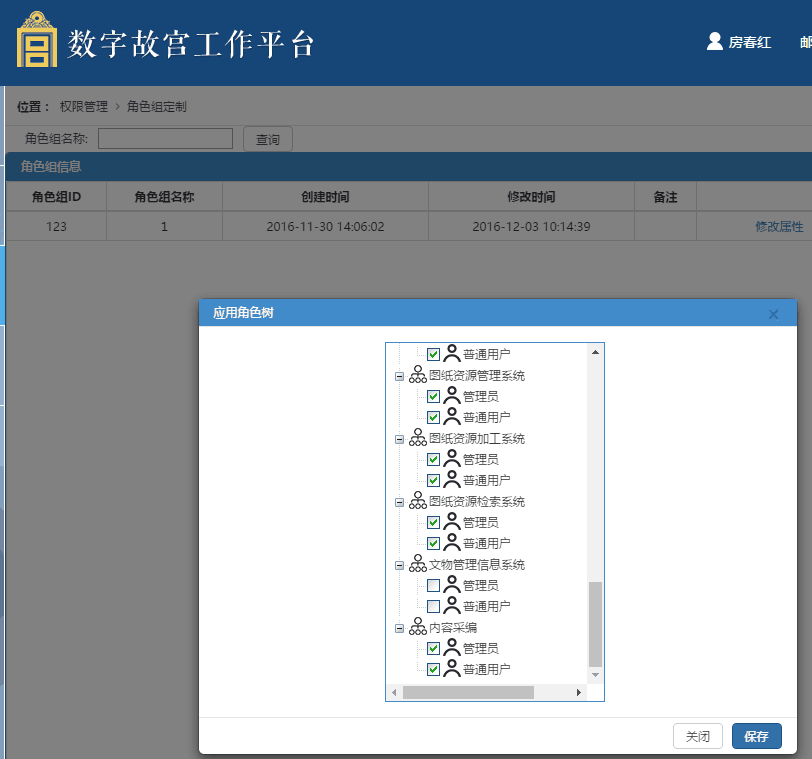 数字故宫工作平台
房春红 邮
位置： 权限管理 > 角色组定制
角色组名称: 查询
角色组信息
角色组ID 角色组名称 创建时间 修改时间 备注
123 1 2016-11-30 14:06:02 2016-12-03 10:14:39 修改属性
应用角色树 ×
普通用户
图纸资源管理系统
管理员
普通用户
图纸资源加工系统
管理员
普通用户
图纸资源检索系统
管理员
普通用户
文物管理信息系统
管理员
普通用户
内容采编
管理员
普通用户
关闭 保存